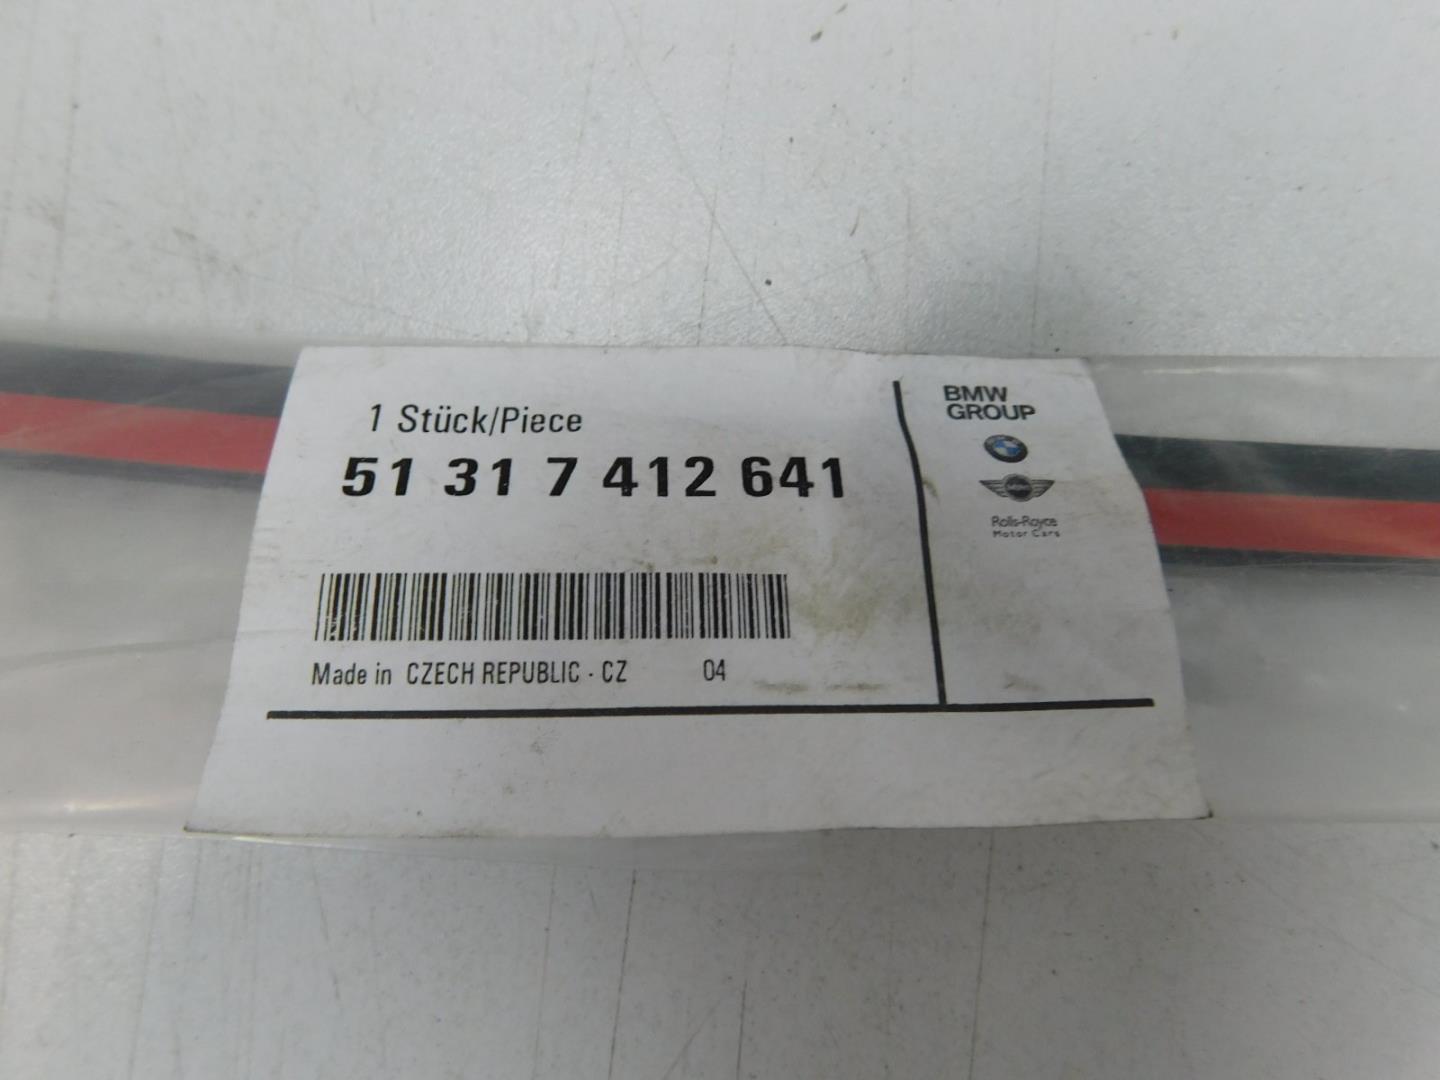 1 Stück/Piece
51 31 7 412 641
Made in CZECH REPUBLIC - CZ 04
BMW
GROUP
Rolls-Royce
Motor Cars